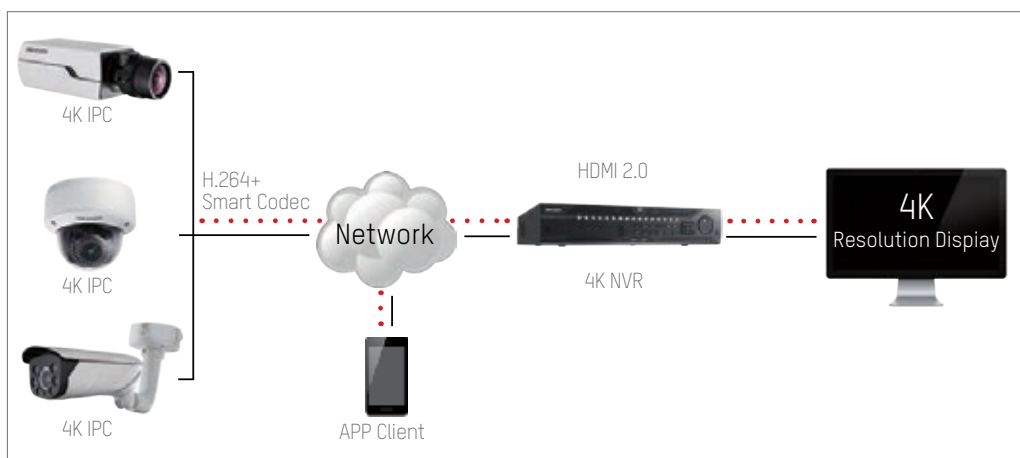 4K IPC
H.264+
Smart Codec
4K IPC
4K IPC
Network
APP Client
HDMI 2.0
4K NVR
4K
Resolution Dispiay